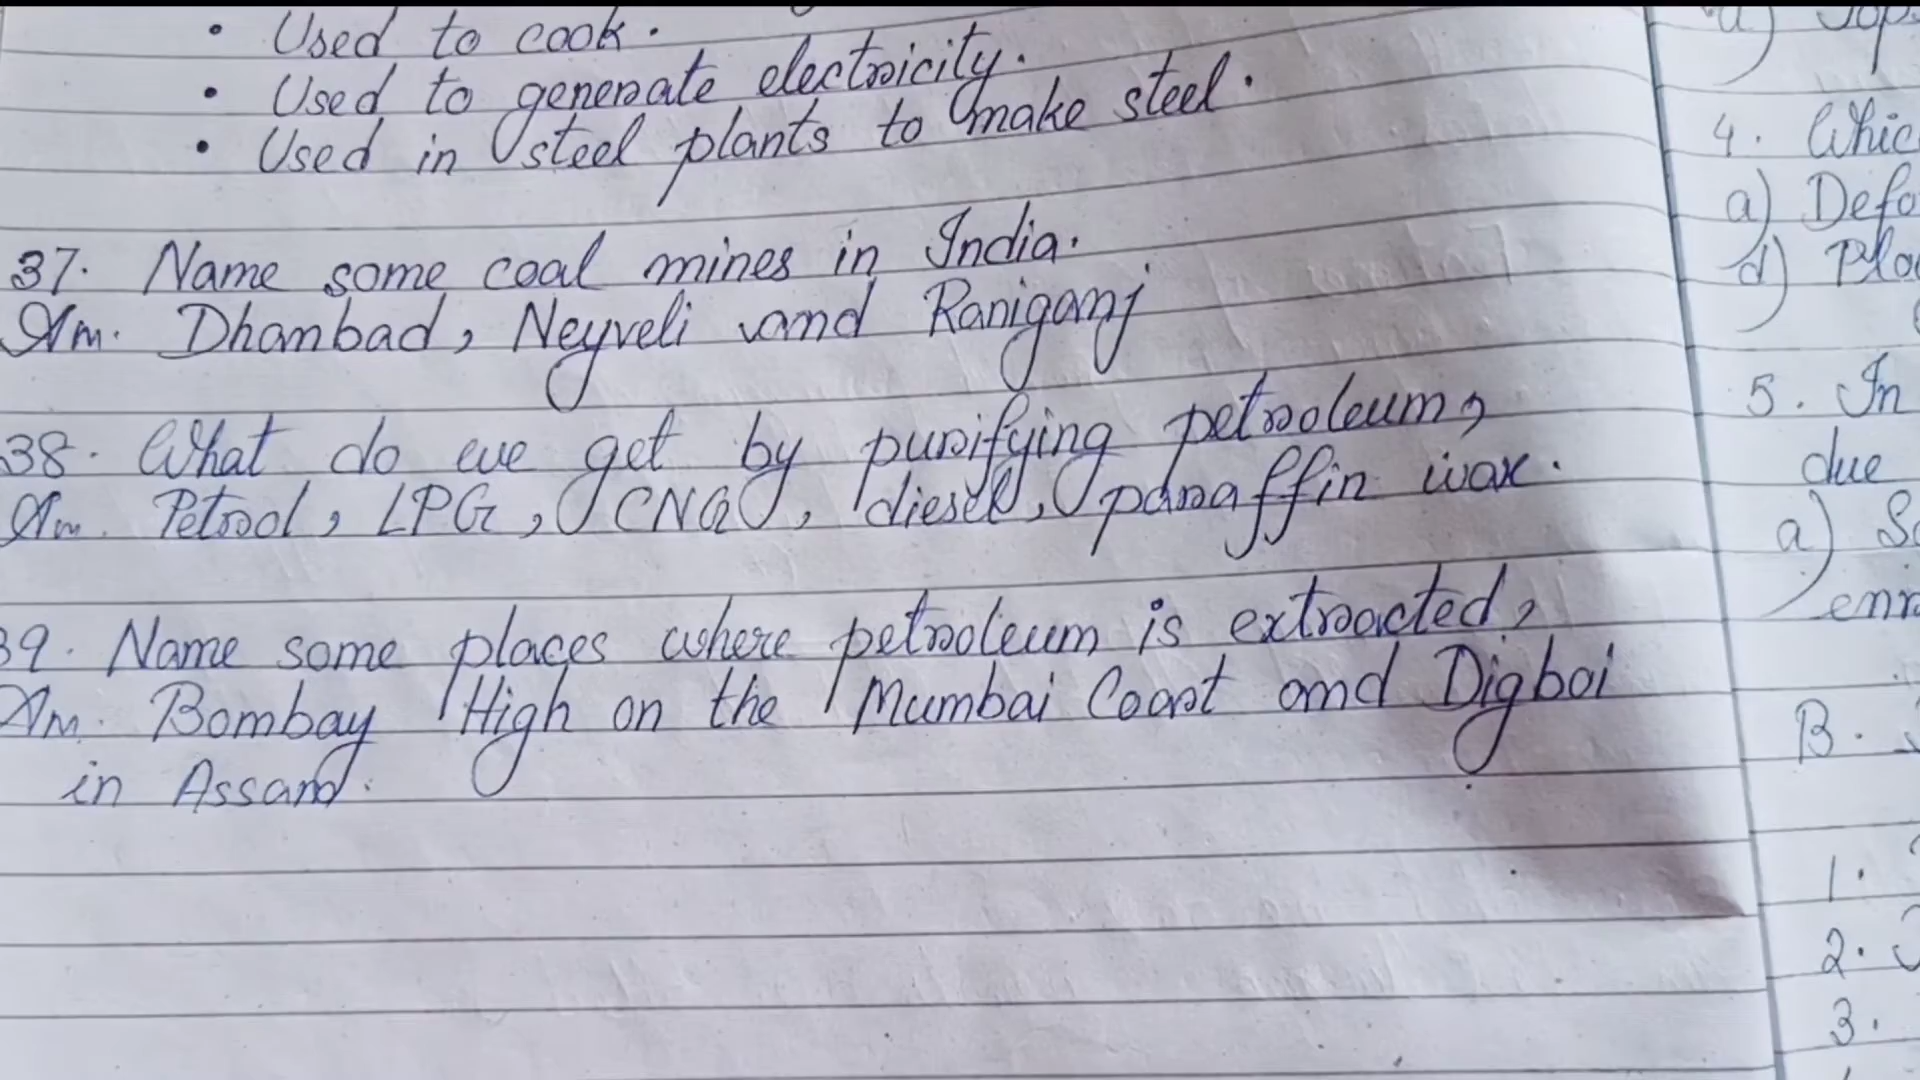 • Used to cook.
• Used to generate electricity.
• Used in steel plants to make steel.
37. Name some coal mines in India.
Ans. Dhanbad, Neyveli and Raniganj
38. What do we get by purifying petroleum,
Ans. Petrol, LPG, CNG, diesel, paraffin wax.
39. Name some places where petroleum is extracted,
Ans. Bombay High on the Mumbai Coast and Digboi
in Assam.
4. Whic
a) Defo
d) Pla
5. In
due
a) So
enr
B.
1.
2.
3.